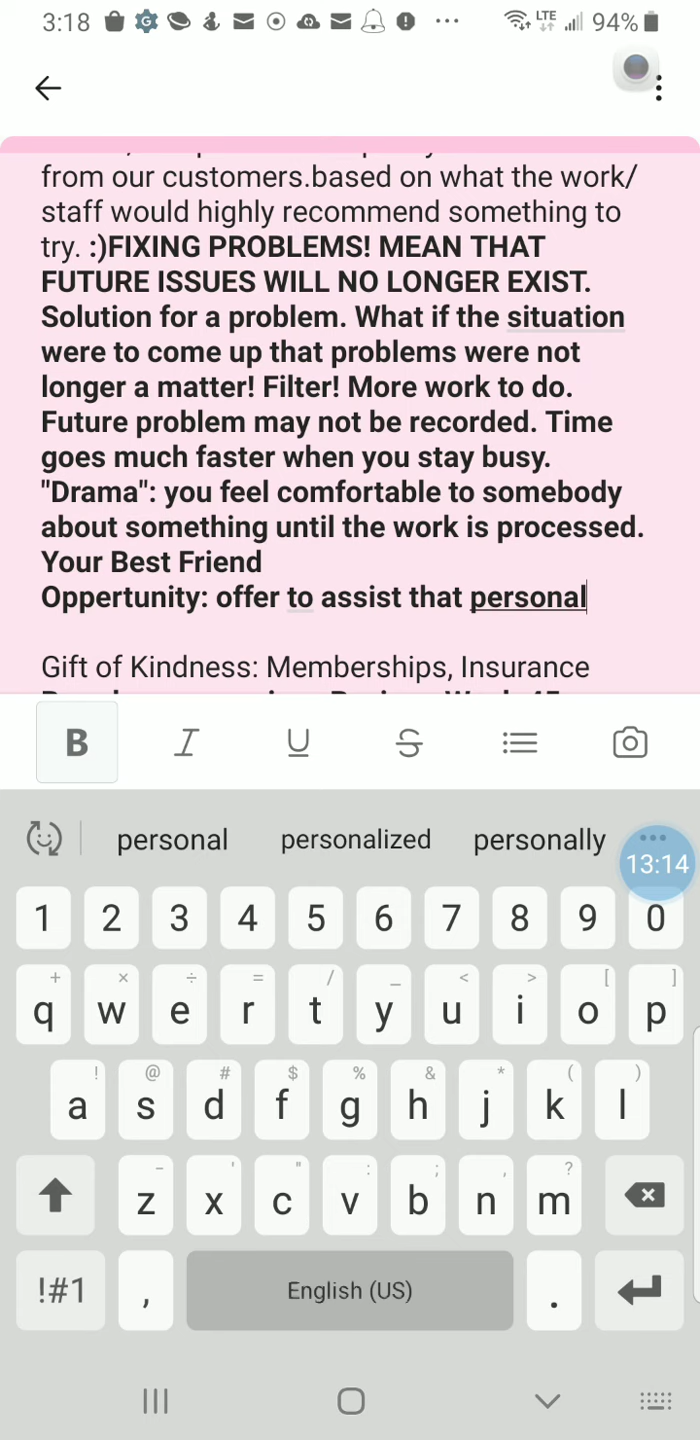 3:18 LTE 94%
from our customers.based on what the work/
staff would highly recommend something to
try. :)FIXING PROBLEMS! MEAN THAT
FUTURE ISSUES WILL NO LONGER EXIST.
Solution for a problem. What if the situation
were to come up that problems were not
longer a matter! Filter! More work to do.
Future problem may not be recorded. Time
goes much faster when you stay busy.
"Drama": you feel comfortable to somebody
about something until the work is processed.
Your Best Friend
Oppertunity: offer to assist that personal
Gift of Kindness: Memberships, Insurance
B I U S
personal personalized personally
13:14
1 2 3 4 5 6 7 8 9 0
+ × ÷ = / _ < > [ ]
q w e r t y u i o p
! @ # $ % & * ( )
a s d f g h j k l
- ' " : ; , ?
z x c v b n m
!#1 , English (US) .